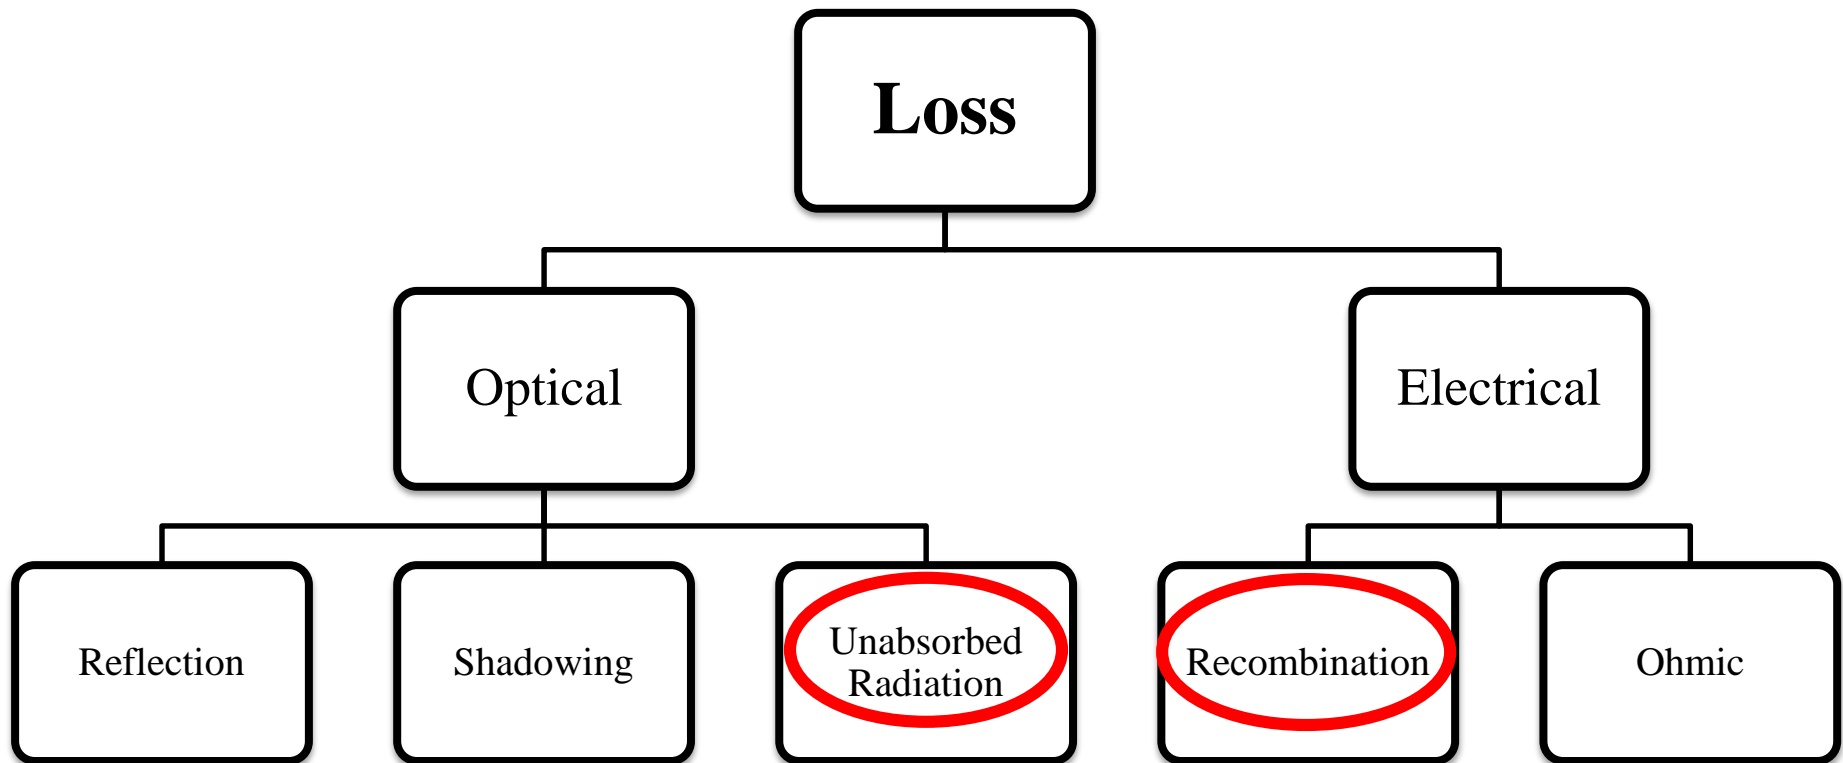 Loss
Optical
Electrical
Reflection
Shadowing
Unabsorbed
Radiation
Recombination
Ohmic